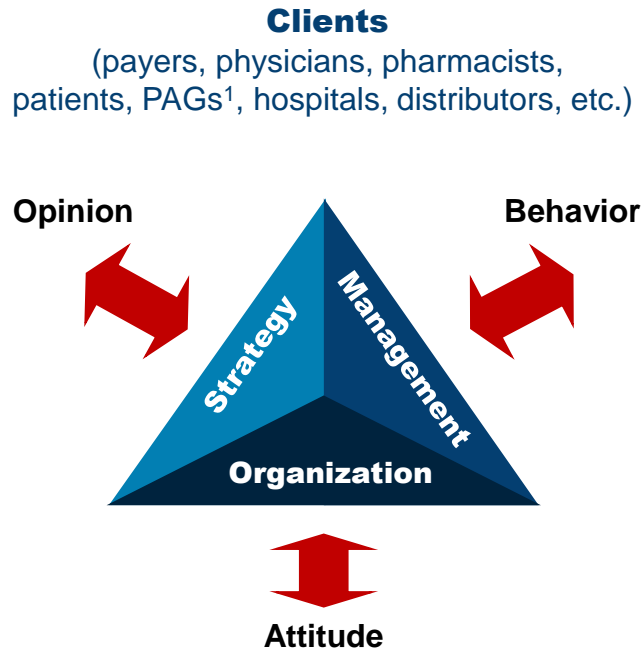 Clients
(payers, physicians, pharmacists,
patients, PAGs¹, hospitals, distributors, etc.)
Opinion
Behavior
Strategy
Management
Organization
Attitude